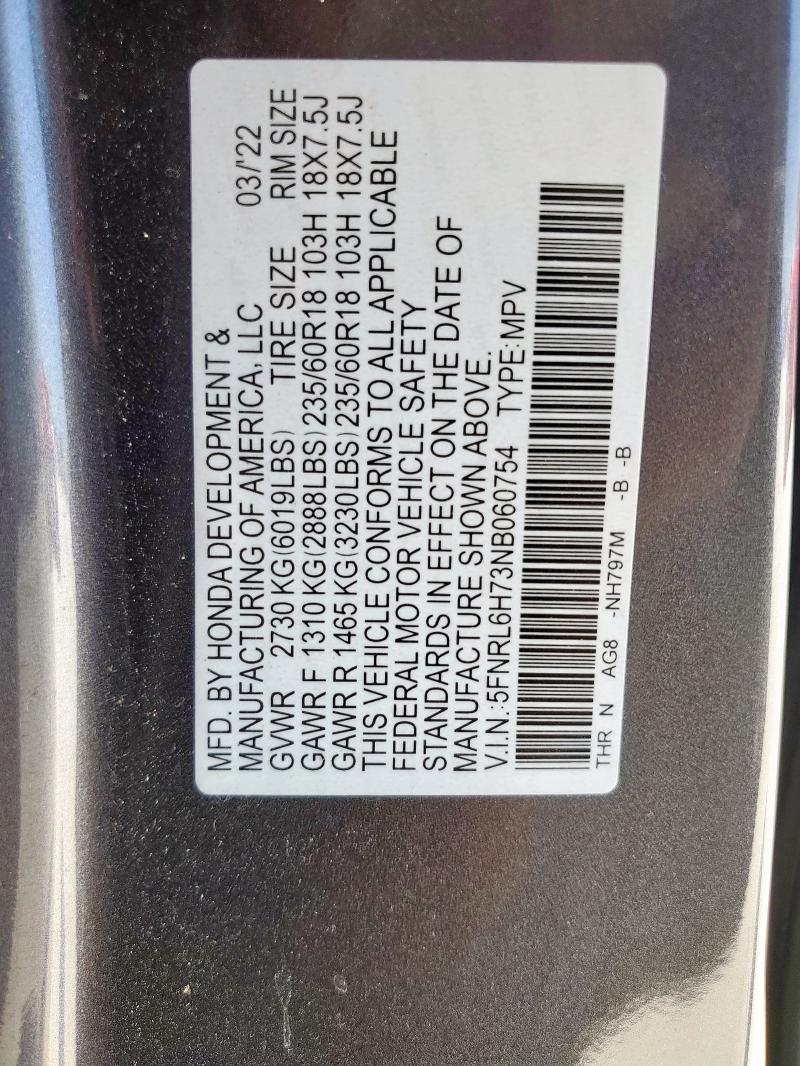 MFD. BY HONDA DEVELOPMENT &
MANUFACTURING OF AMERICA, LLC 03/'22
GVWR 2730 KG(6019LBS) TIRE SIZE RIM SIZE
GAWR F 1310 KG(2888LBS)235/60R18 103H 18X7.5J
GAWR R 1465 KG(3230LBS)235/60R18 103H 18X7.5J
THIS VEHICLE CONFORMS TO ALL APPLICABLE
FEDERAL MOTOR VEHICLE SAFETY
STANDARDS IN EFFECT ON THE DATE OF
MANUFACTURE SHOWN ABOVE.
V.I.N.:5FNRL6H73NB060754 TYPE:MPV
THR N AG8 -NH797M -B -B